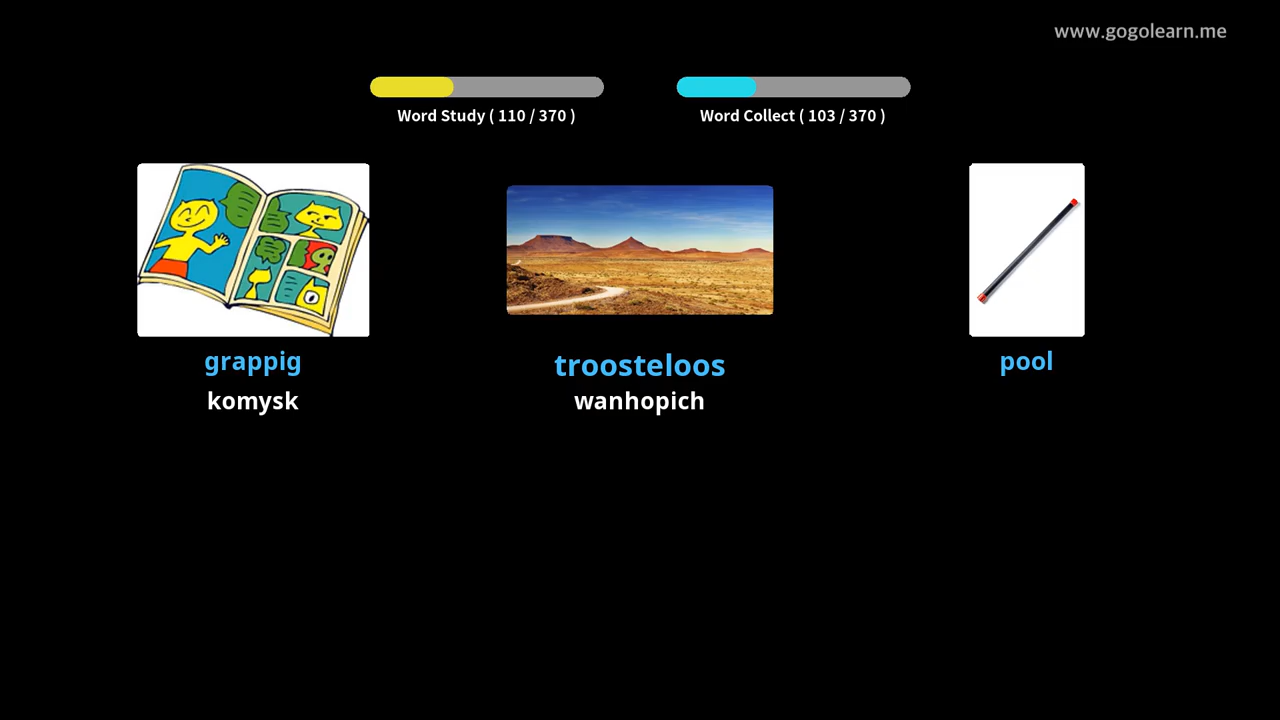 www.gogolearn.me
Word Study ( 110 / 370 )
Word Collect ( 103 / 370 )
grappig
komysk
troosteloos
wanhopich
pool